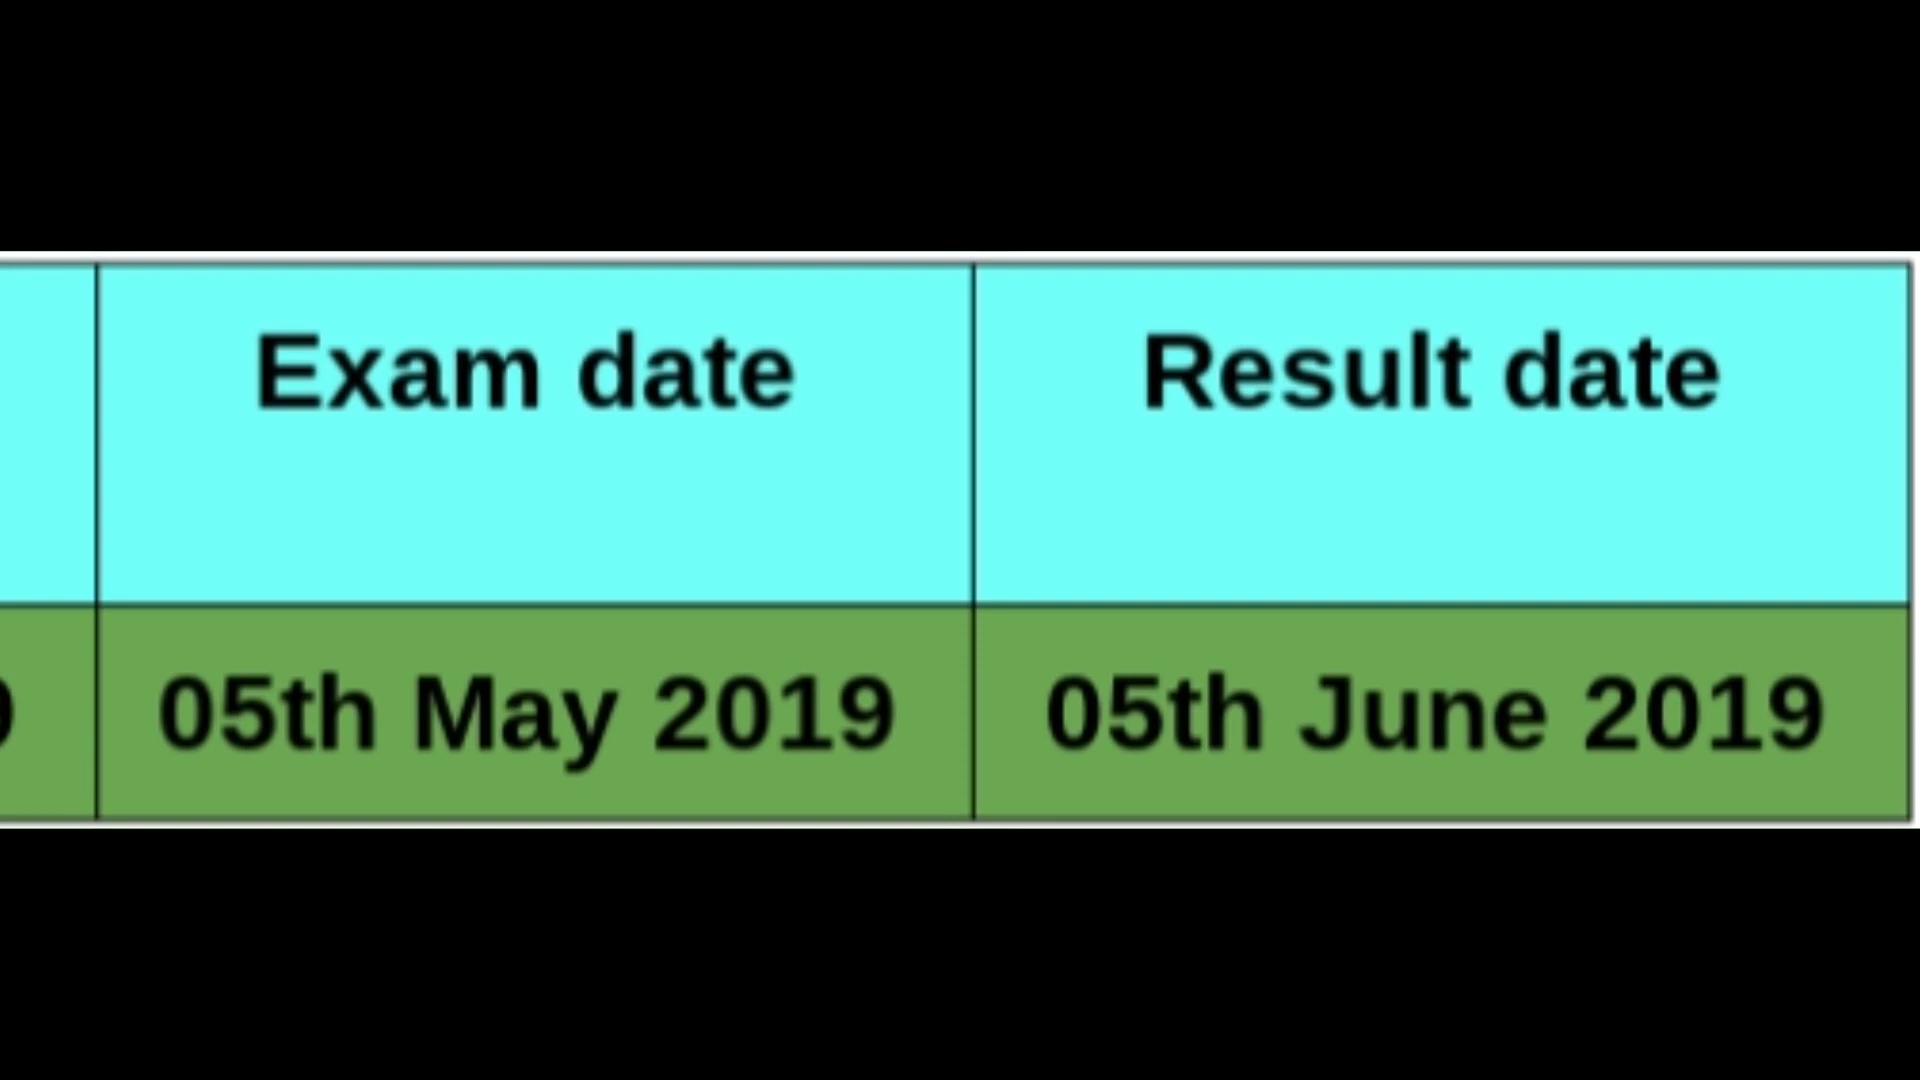 Exam date
Result date
05th May 2019
05th June 2019